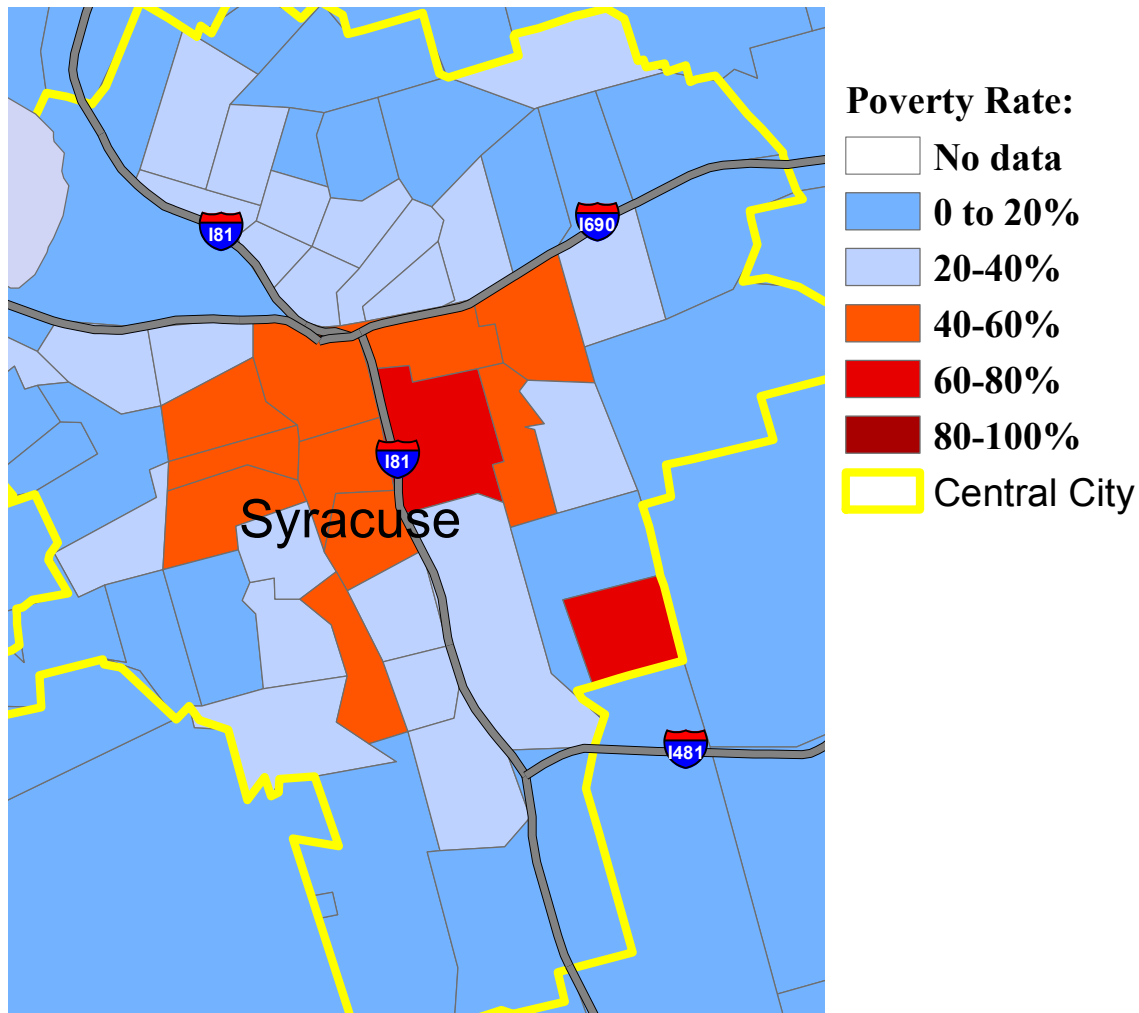 Poverty Rate:
No data
0 to 20%
20-40%
40-60%
60-80%
80-100%
Central City
I81
I690
I81
Syracuse
I481